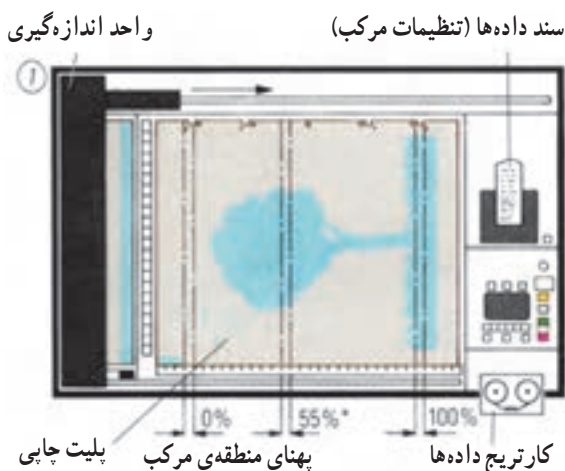 سند داده‌ها (تنظیمات مرکب)
واحد اندازه‌گیری
1
0%
55%*
100%
کارتریج داده‌ها
پهنای منطقه‌ی مرکب
پلیت چاپی